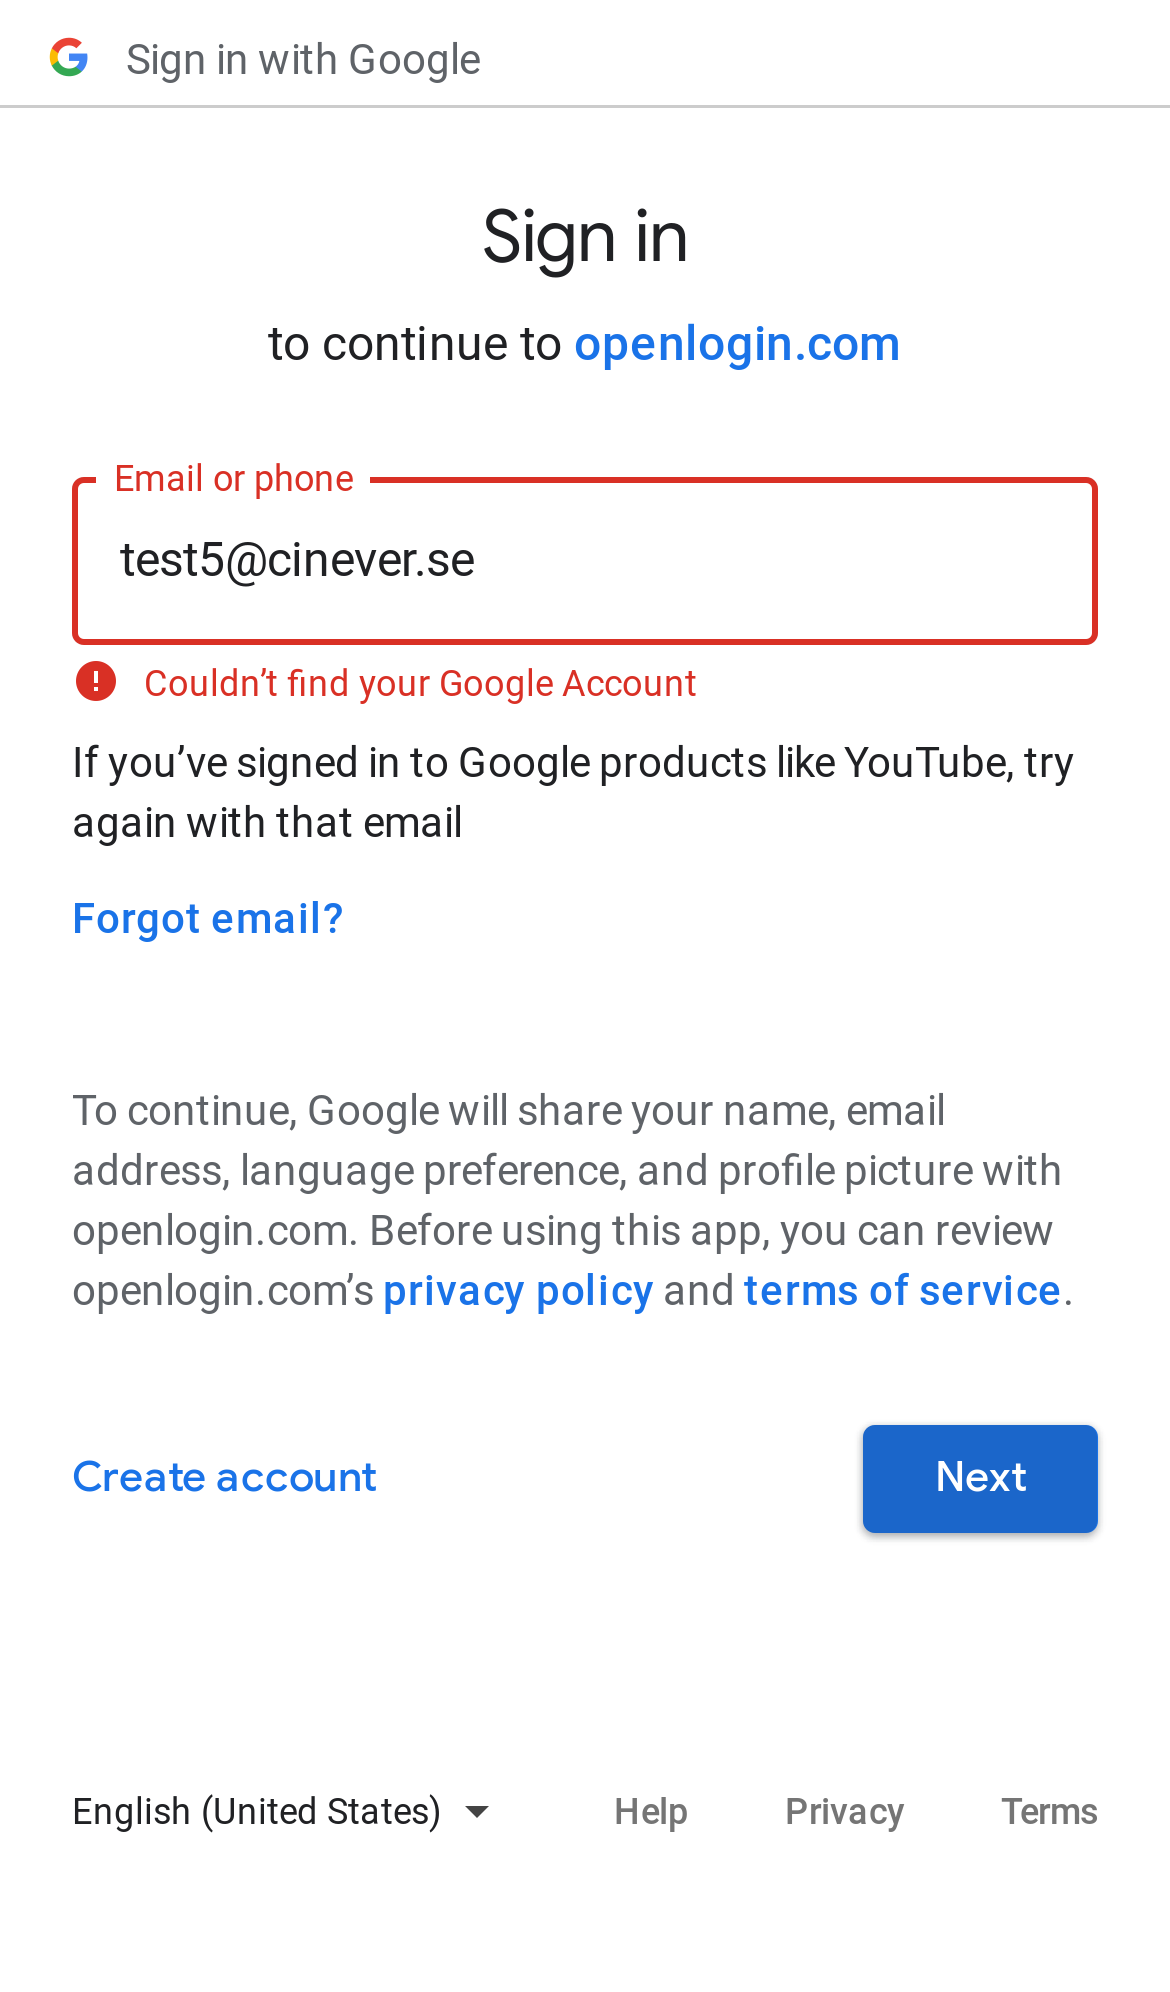 Sign in with Google
Sign in
to continue to openlogin.com
Email or phone
test5@cinever.se
Couldn’t find your Google Account
If you’ve signed in to Google products like YouTube, try
again with that email
Forgot email?
To continue, Google will share your name, email
address, language preference, and profile picture with
openlogin.com. Before using this app, you can review
openlogin.com’s privacy policy and terms of service.
Create account
Next
English (United States)
Help
Privacy
Terms